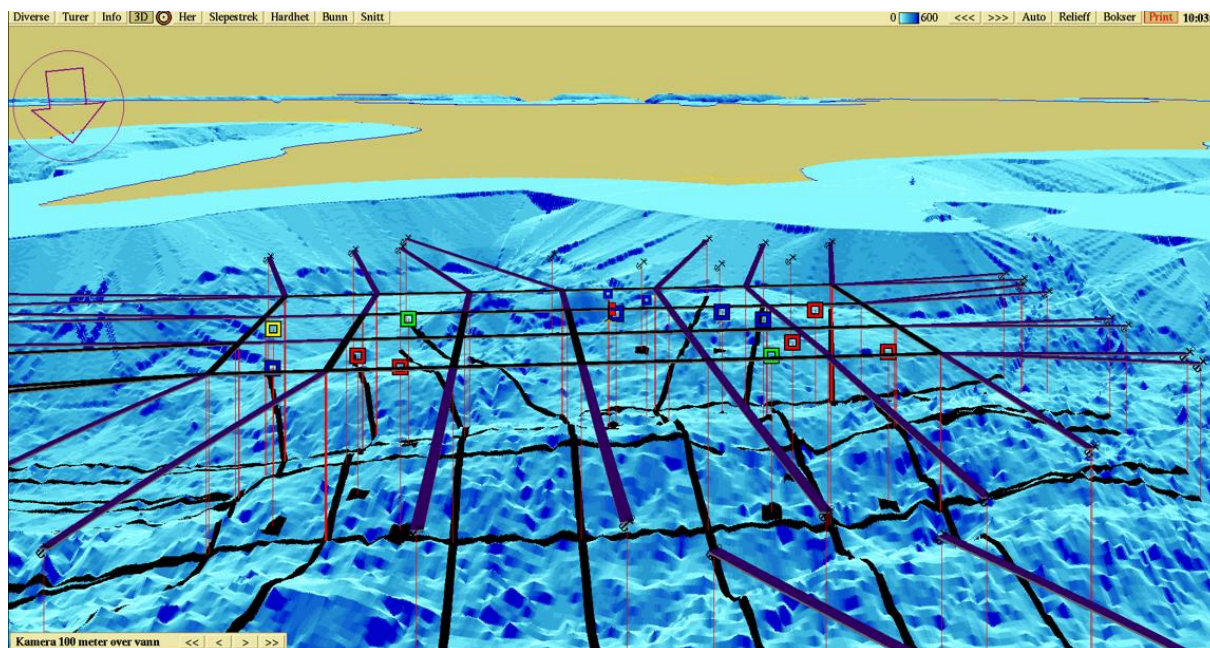 Diverse Turer Info 3D Her Slepestrek Hardhet Bunn Snitt 0 600 <<< >>> Auto Relieff Bokser Print 10:03
Kamera 100 meter over vann << < > >>